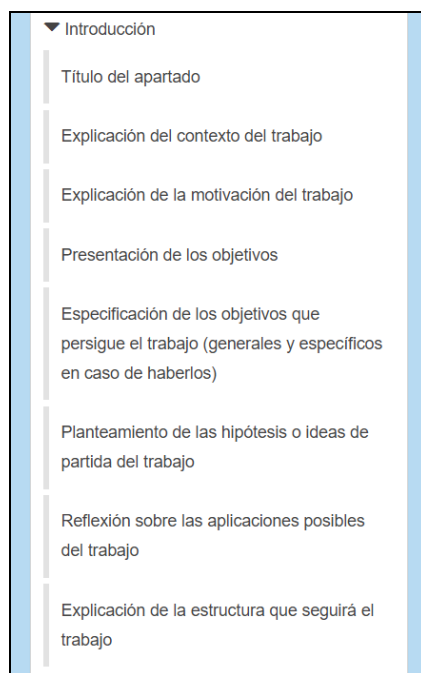 Introducción
Título del apartado
Explicación del contexto del trabajo
Explicación de la motivación del trabajo
Presentación de los objetivos
Especificación de los objetivos que
persigue el trabajo (generales y específicos
en caso de haberlos)
Planteamiento de las hipótesis o ideas de
partida del trabajo
Reflexión sobre las aplicaciones posibles
del trabajo
Explicación de la estructura que seguirá el
trabajo